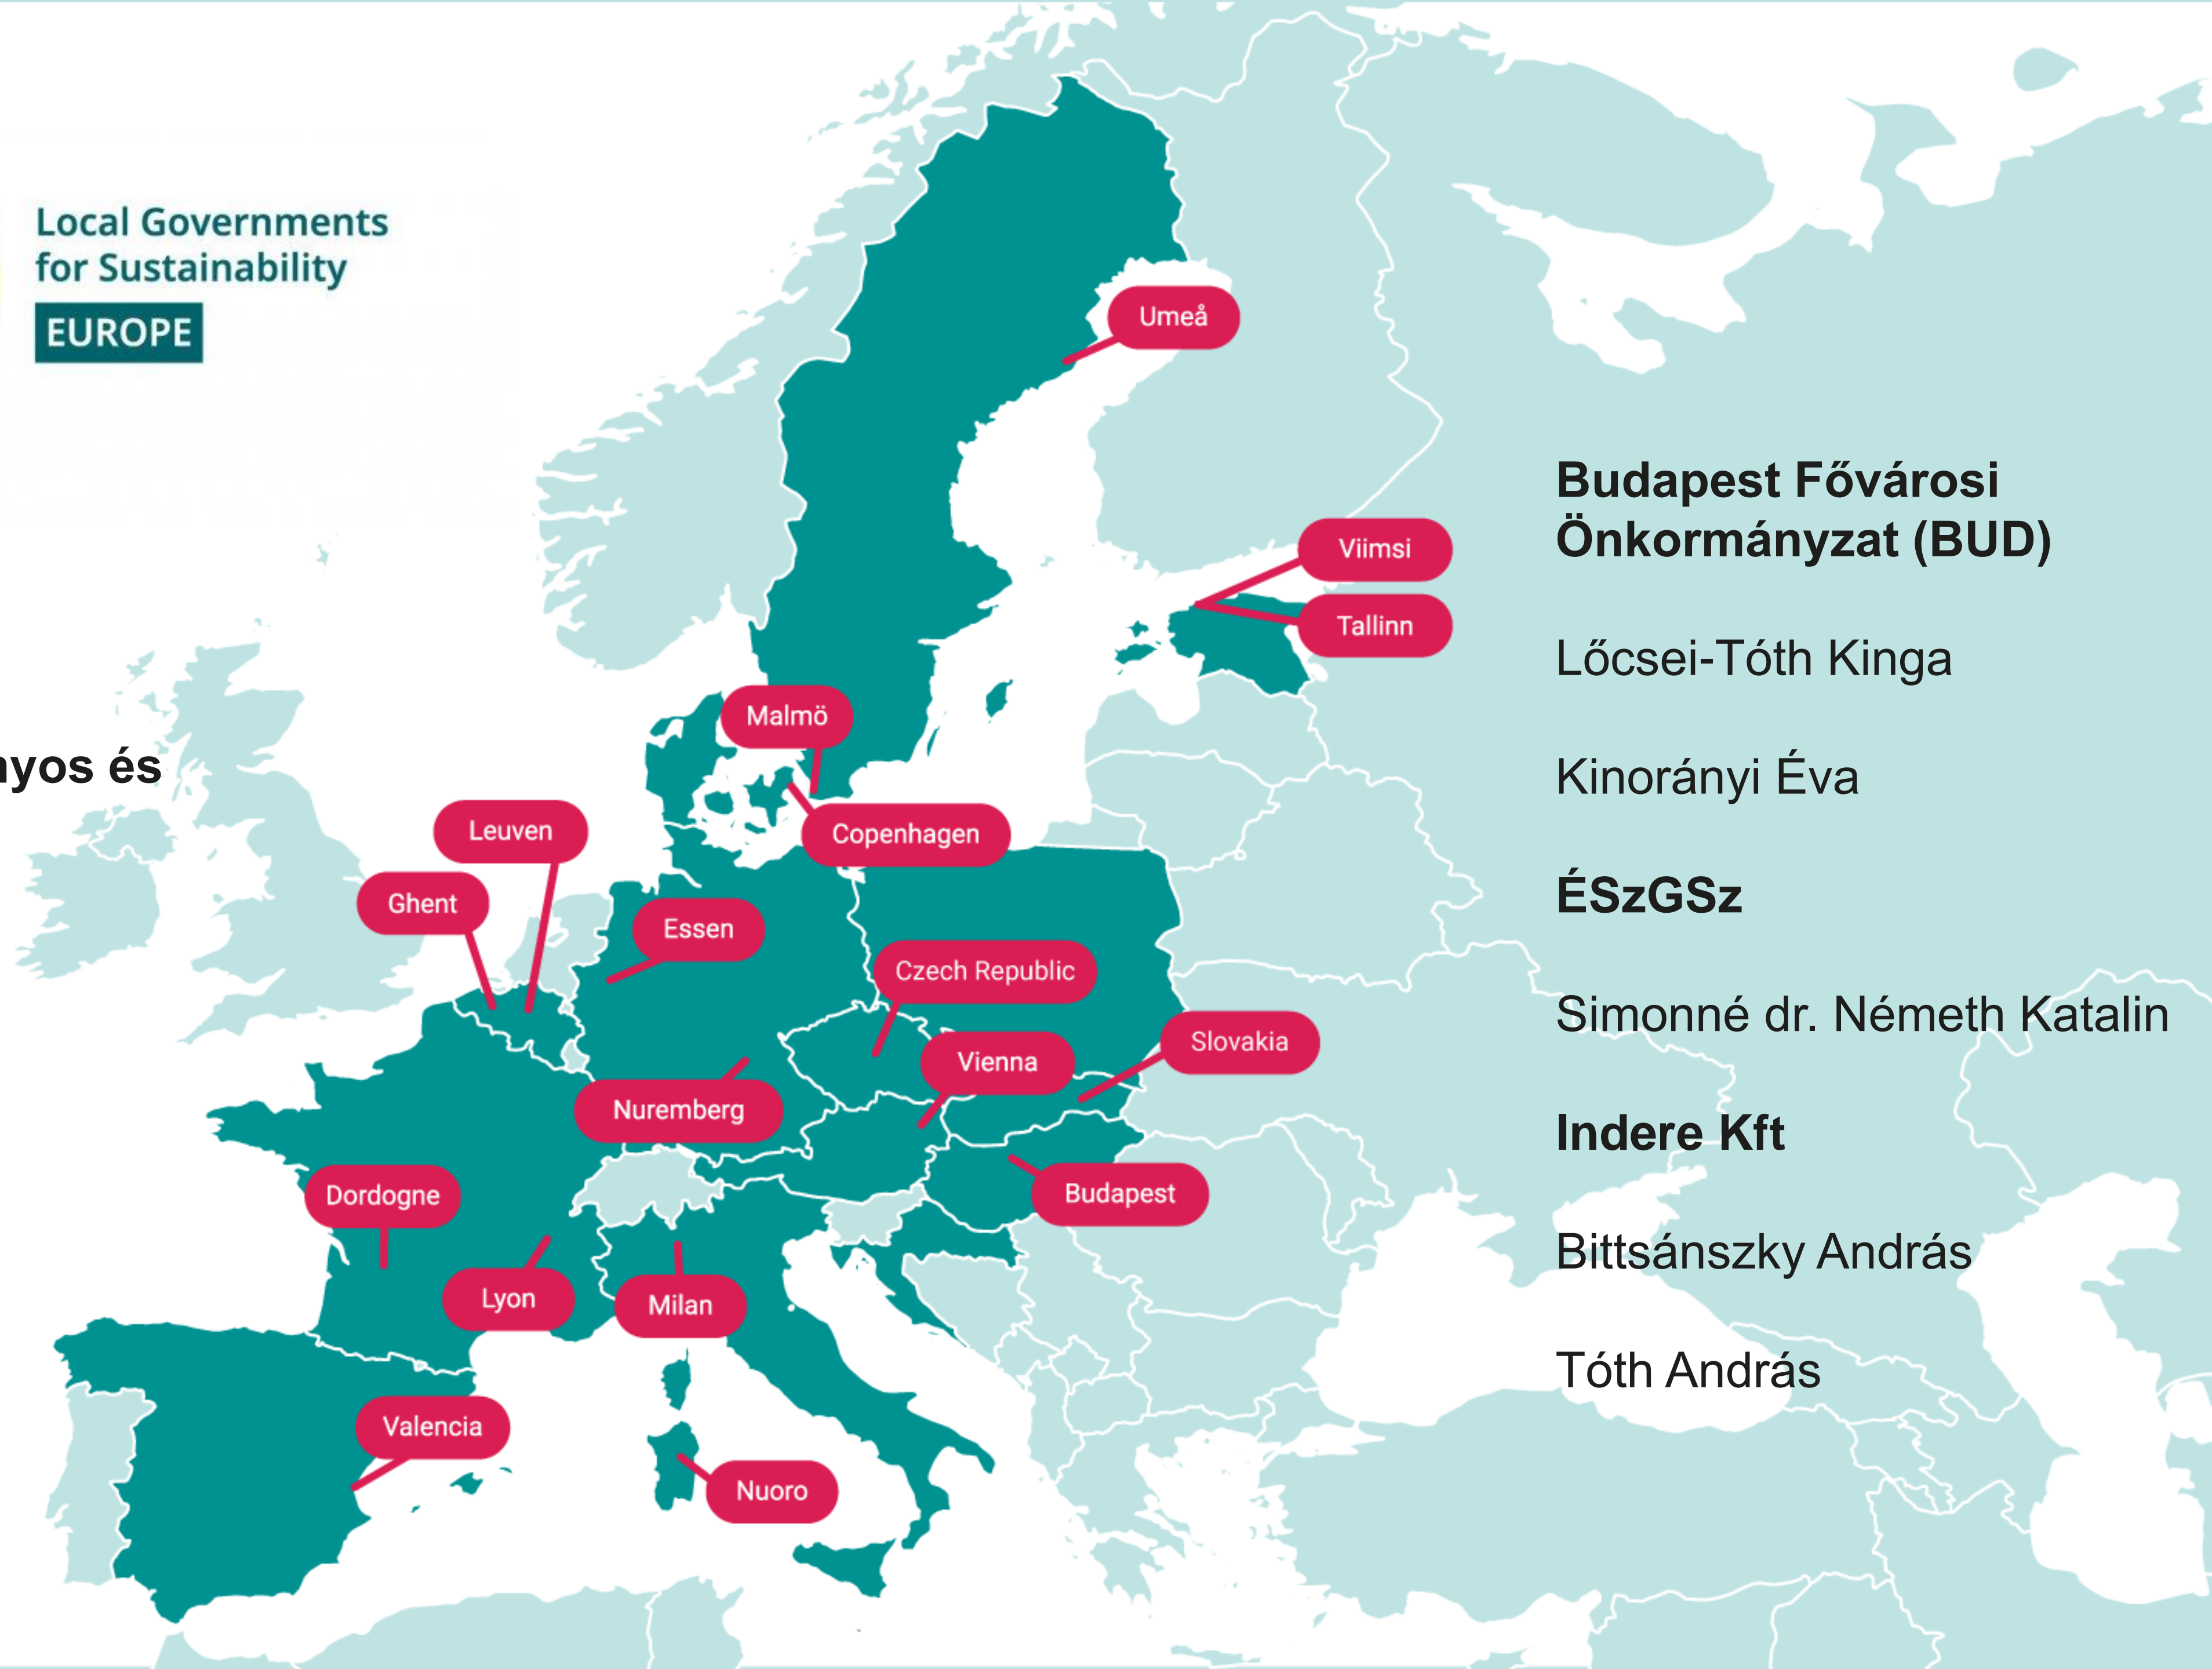 Local Governments
for Sustainability
EUROPE
Umeå
Viimsi
Tallinn
Malmö
Copenhagen
Leuven
Ghent
Essen
Czech Republic
Slovakia
Vienna
Nuremberg
Budapest
Dordogne
Lyon
Milan
Valencia
Nuoro
nyos és
Budapest Fővárosi
Önkormányzat (BUD)
Lőcsei-Tóth Kinga
Kinorányi Éva
ÉSzGSz
Simonné dr. Németh Katalin
Indere Kft
Bittsánszky András
Tóth András